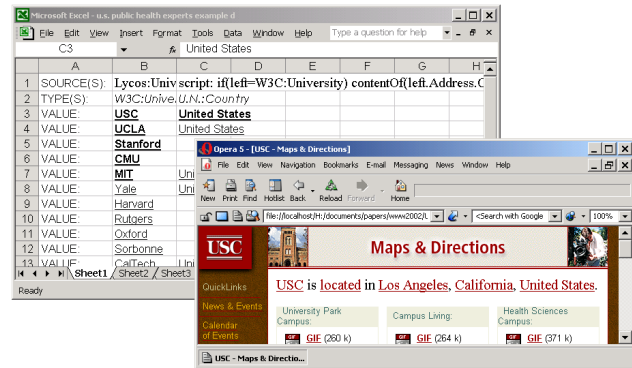 Microsoft Excel - u.s. public health experts example d
File Edit View Insert Format Tools Data Window Help Type a question for help
C3 fx United States
A B C D E F G H
1 SOURCE(S): Lycos:Univ script: if(left=W3C:University) contentOf(left.Address.C
2 TYPE(S): W3C:Unive. U.N.:Country
3 VALUE: USC United States
4 VALUE: UCLA United States
5 VALUE: Stanford
6 VALUE: CMU
7 VALUE: MIT Uni
8 VALUE: Yale Uni
9 VALUE: Harvard
10 VALUE: Rutgers
11 VALUE: Oxford
12 VALUE: Sorbonne
13 VALUE: CalTech Uni
Sheet1 Sheet2 Sheet3
Ready
Opera 5 - [USC - Maps & Directions]
File Edit View Navigation Bookmarks E-mail Messaging News Window Help
New Print Find Hotlist Back Reload Forward Home
file://localhost/H:/documents/papers/www2002/L <Search with Google 100%
USC Maps & Directions
QuickLinks
News & Events
Calendar
of Events
USC is located in Los Angeles, California, United States.
University Park
Campus:
Campus Living:
Health Sciences
Campus:
GIF GIF (260 k) GIF GIF (264 k) GIF GIF (371 k)
USC - Maps & Directio...